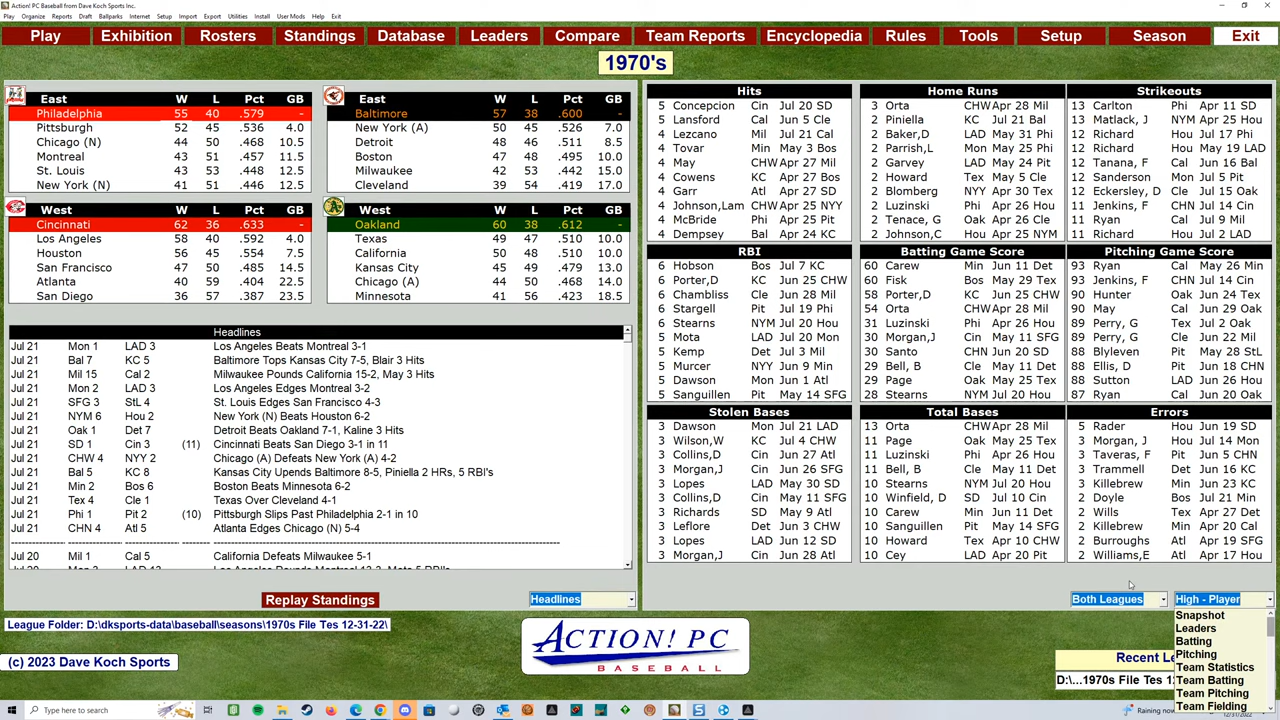 Action! PC Baseball from Dave Koch Sports Inc.
Play Organize Reports Draft Ballparks Internet Setup Import Export Utilities Install User Mods Help Exit
Play Exhibition Rosters Standings Database Leaders Compare Team Reports Encyclopedia Rules Tools Setup Season Exit
1970's
East W L Pct GB
Philadelphia 55 40 .579 -
Pittsburgh 52 45 .536 4.0
Chicago (N) 44 50 .468 10.5
Montreal 43 51 .457 11.5
St. Louis 43 53 .448 12.5
New York (N) 41 51 .446 12.5
East W L Pct GB
Baltimore 57 38 .600 -
New York (A) 50 45 .526 7.0
Detroit 48 46 .511 8.5
Boston 47 48 .495 10.0
Milwaukee 42 53 .442 15.0
Cleveland 39 54 .419 17.0
West W L Pct GB
Cincinnati 62 36 .633 -
Los Angeles 58 40 .592 4.0
Houston 56 45 .554 7.5
San Francisco 47 50 .485 14.5
Atlanta 40 59 .404 22.5
San Diego 36 57 .387 23.5
West W L Pct GB
Oakland 60 38 .612 -
Texas 49 47 .510 10.0
California 50 48 .510 10.0
Kansas City 45 49 .479 13.0
Chicago (A) 44 50 .468 14.0
Minnesota 41 56 .423 18.5
Headlines
Jul 21 Mon 1 LAD 3 Los Angeles Beats Montreal 3-1
Jul 21 Bal 7 KC 5 Baltimore Tops Kansas City 7-5, Blair 3 Hits
Jul 21 Mil 15 Cal 2 Milwaukee Pounds California 15-2, May 3 Hits
Jul 21 Mon 2 LAD 3 Los Angeles Edges Montreal 3-2
Jul 21 SFG 3 StL 4 St. Louis Edges San Francisco 4-3
Jul 21 NYM 6 Hou 2 New York (N) Beats Houston 6-2
Jul 21 Oak 1 Det 7 Detroit Beats Oakland 7-1, Kaline 3 Hits
Jul 21 SD 1 Cin 3 (11) Cincinnati Beats San Diego 3-1 in 11
Jul 21 CHW 4 NYY 2 Chicago (A) Defeats New York (A) 4-2
Jul 21 Bal 5 KC 8 Kansas City Upends Baltimore 8-5, Piniella 2 HRs, 5 RBI's
Jul 21 Min 2 Bos 6 Boston Beats Minnesota 6-2
Jul 21 Tex 4 Cle 1 Texas Over Cleveland 4-1
Jul 21 Phi 1 Pit 2 (10) Philadelphia Slips Past Philadelphia 2-1 in 10
Jul 21 CHN 4 Atl 5 Atlanta Edges Chicago (N) 5-4
Jul 20 Mil 1 Cal 5 California Defeats Milwaukee 5-1
Replay Standings
Headlines
Hits
5 Concepcion Cin Jul 20 SD
5 Lansford Cal Jun 5 Cle
4 Lezcano Mil Jul 21 Cal
4 Tovar Min May 3 Bos
4 May CHW Apr 27 Mil
4 Cowens KC Apr 27 Bos
4 Garr Atl Apr 27 SD
4 Johnson,Lam CHW Apr 25 NYY
4 McBride Phi Apr 25 Pit
4 Dempsey Bal Apr 24 KC
Home Runs
3 Orta CHW Apr 28 Mil
2 Piniella KC Jul 21 Bal
2 Baker,D LAD May 31 Phi
2 Parrish,L Mon May 25 Phi
2 Garvey LAD May 24 Pit
2 Howard Tex May 5 Cle
2 Blomberg NYY Apr 30 Tex
2 Luzinski Phi Apr 26 Hou
2 Tenace, G Oak Apr 26 Cle
2 Johnson,C Hou Apr 25 NYM
Strikeouts
13 Carlton Phi Apr 11 SD
13 Matlack, J NYM Apr 25 Hou
12 Richard Hou Jul 17 Phi
12 Richard Hou May 19 LAD
12 Tanana, F Cal Jun 16 Bal
12 Sanderson Mon Jul 5 Pit
12 Eckersley, D Cle Jul 15 Oak
11 Jenkins, F CHN Jul 14 Cin
11 Ryan Cal Jul 9 Mil
11 Richard Hou Jul 2 LAD
RBI
6 Hobson Bos Jul 7 KC
6 Porter,D KC Jun 25 CHW
6 Chambliss Cle Jun 28 Mil
6 Stargell Pit Jul 19 Phi
6 Stearns NYM Jul 20 Hou
5 Mota LAD Jul 20 Mon
5 Kemp Det Jul 3 Mil
5 Murcer NYY Jun 9 Min
5 Dawson Mon Jun 1 Atl
5 Sanguillen Pit May 14 SFG
Batting Game Score
60 Carew Min Jun 11 Det
60 Fisk Bos May 29 Tex
58 Porter,D KC Jun 25 CHW
54 Orta CHW Apr 28 Mil
31 Luzinski Phi Apr 26 Hou
30 Morgan,J Cin May 11 SFG
30 Santo CHN Jun 20 SD
29 Bell, B Cle May 11 Det
29 Page Oak May 25 Tex
28 Stearns NYM Jul 20 Hou
Pitching Game Score
93 Ryan Cal May 26 Min
92 Jenkins, F CHN Jul 14 Cin
90 Hunter Oak Jun 24 Tex
90 May Cal Jun 29 Oak
89 Perry, G Tex Jul 2 Oak
89 Perry, G Cle Jun 22 Mil
88 Blyleven Pit May 28 StL
88 Ellis, D Pit Jun 18 CHN
88 Sutton LAD Jun 26 Hou
87 Ryan Cal Jun 20 Oak
Stolen Bases
3 Dawson Mon Jul 21 LAD
3 Wilson,W KC Jul 4 CHW
3 Collins,D Cin Jun 27 Atl
3 Morgan,J Cin Jun 26 SFG
3 Lopes LAD May 30 SD
3 Collins,D Cin May 11 SFG
3 Richards SD May 9 Atl
3 Leflore Det Jun 3 CHW
3 Lopes LAD Jun 12 SD
3 Morgan,J Cin Jun 28 Atl
Total Bases
13 Orta CHW Apr 28 Mil
11 Page Oak May 25 Tex
11 Luzinski Phi Apr 26 Hou
11 Bell, B Cle May 11 Det
10 Stearns NYM Jul 20 Hou
10 Winfield, D SD Jul 10 Cin
10 Carew Min Jun 11 Det
10 Sanguillen Pit May 14 SFG
10 Howard Tex Apr 10 CHW
10 Cey LAD Apr 20 Pit
Errors
5 Rader Hou Jun 19 SD
3 Morgan, J Hou Jul 14 Mon
3 Taveras, F Pit Jun 5 CHN
3 Trammell Det Jun 16 KC
3 Killebrew Min Jun 23 KC
2 Doyle Bos Jul 21 Min
2 Wills Tex Apr 27 Det
2 Killebrew Min Apr 20 Cal
2 Burroughs Atl Apr 19 SFG
2 Williams,E Atl Apr 17 Hou
Both Leagues
High - Player
Snapshot
Leaders
Batting
Pitching
Team Statistics
Team Batting
Team Pitching
Team Fielding
League Folder: D:\dksports-data\baseball\seasons\1970s File Tes 12-31-22\
(c) 2023 Dave Koch Sports
ACTION! PC
BASEBALL
Recent Le
D:\...1970s File Tes 12
Type here to search
Raining now
12/31/2022